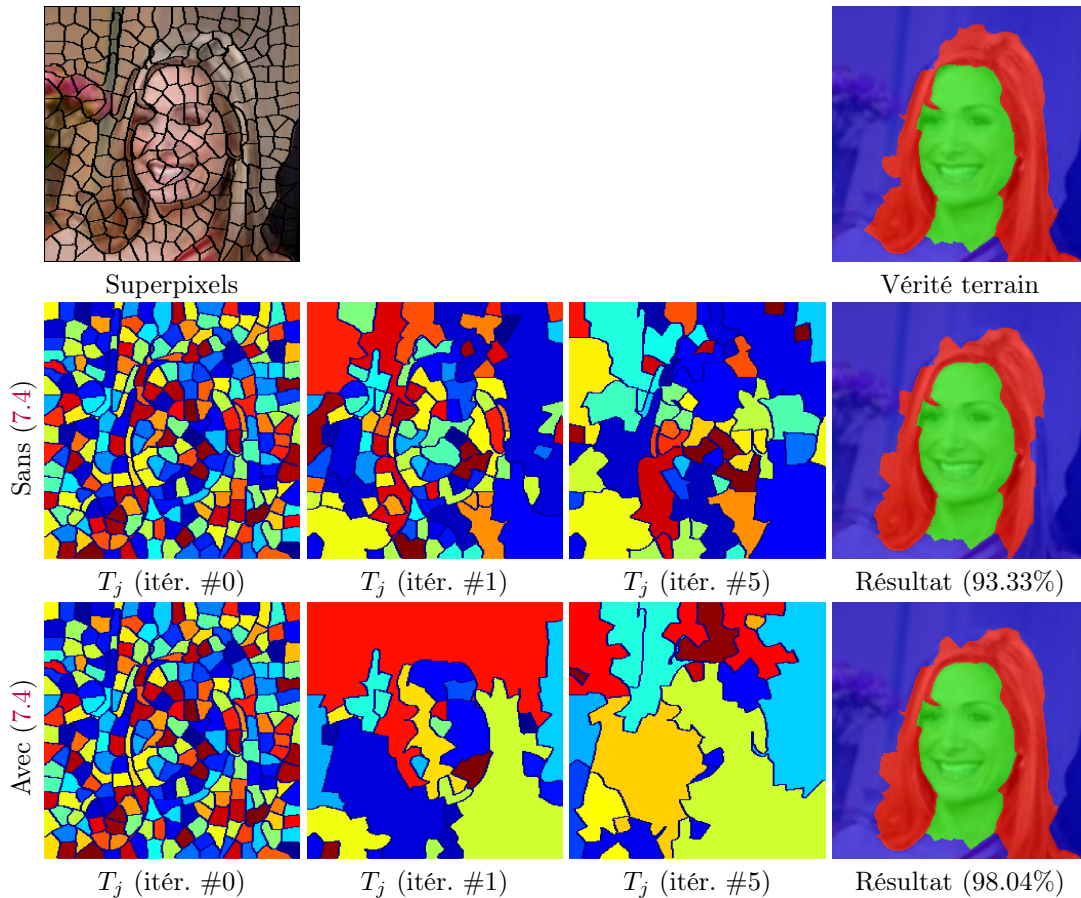 Superpixels
Vérité terrain
Sans (7.4)
T_j (itér. #0)
T_j (itér. #1)
T_j (itér. #5)
Résultat (93.33%)
Avec (7.4)
T_j (itér. #0)
T_j (itér. #1)
T_j (itér. #5)
Résultat (98.04%)